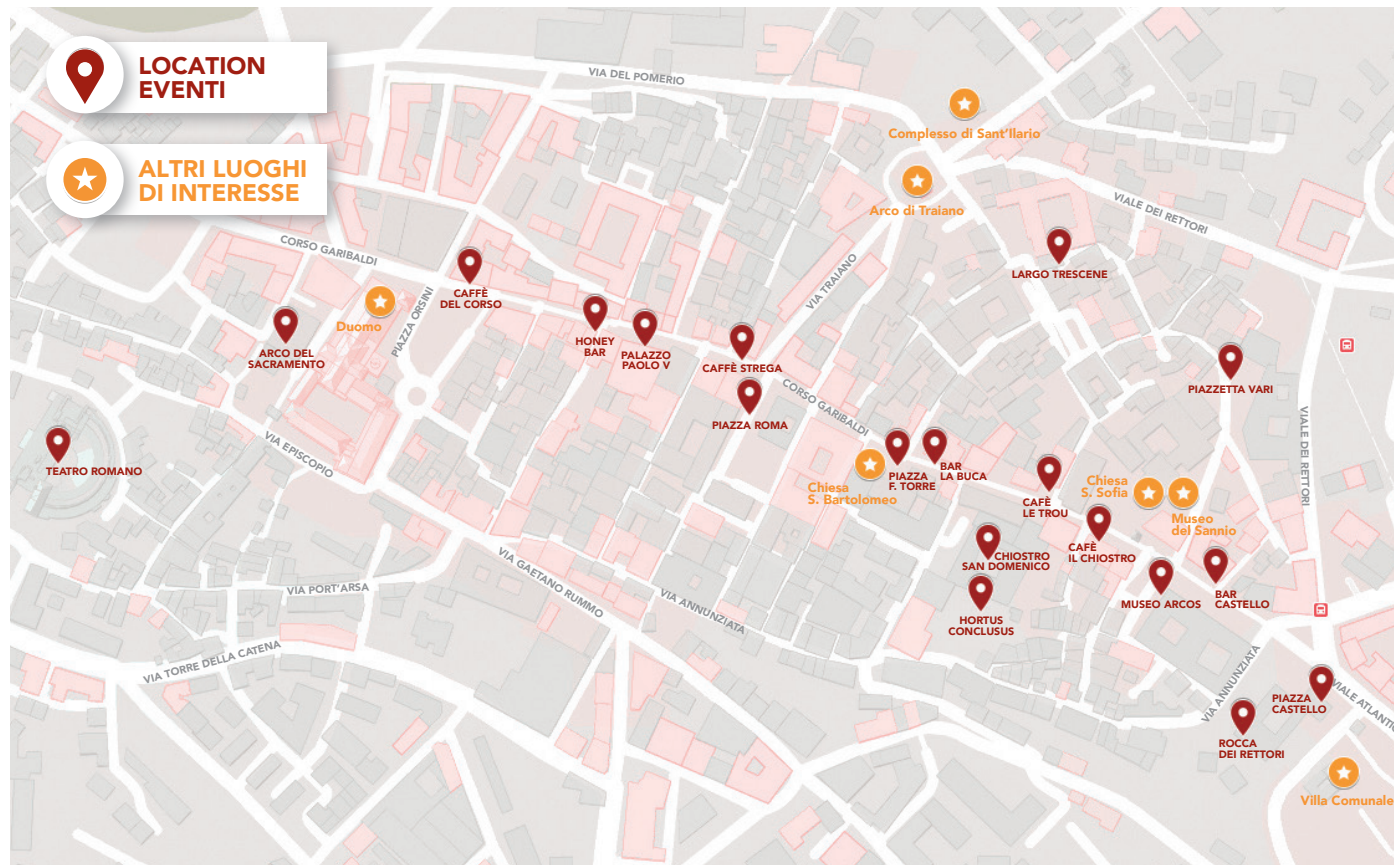 LOCATION
EVENTI
ALTRI LUOGHI
DI INTERESSE
VIA DEL POMERIO
Complesso di Sant'Ilario
Arco di Traiano
VIALE DEI RETTORI
CORSO GARIBALDI
LARGO TRESCENE
VIA TRAIANO
CAFFÈ
DEL CORSO
PIAZZA ORSINI
Duomo
ARCO DEL
SACRAMENTO
HONEY
BAR
PALAZZO
PAOLO V
CAFFÈ STREGA
CORSO GARIBALDI
PIAZZETTA VARI
PIAZZA ROMA
VIALE DEI RETTORI
VIA EPISCOPIO
TEATRO ROMANO
Chiesa
S. Bartolomeo
PIAZZA
F. TORRE
BAR
LA BUCA
CAFÈ
LE TROU
Chiesa
S. Sofia
Museo
del Sannio
CHIOSTRO
SAN DOMENICO
CAFÈ
IL CHIOSTRO
VIA GAETANO RUMMO
VIA PORT'ARSA
VIA ANNUNZIATA
HORTUS
CONCLUSUS
MUSEO ARCOS
BAR
CASTELLO
VIA TORRE DELLA CATENA
VIA ANNUNZIATA
PIAZZA
CASTELLO
VIALE ATLANTIC
ROCCA
DEI RETTORI
Villa Comunale